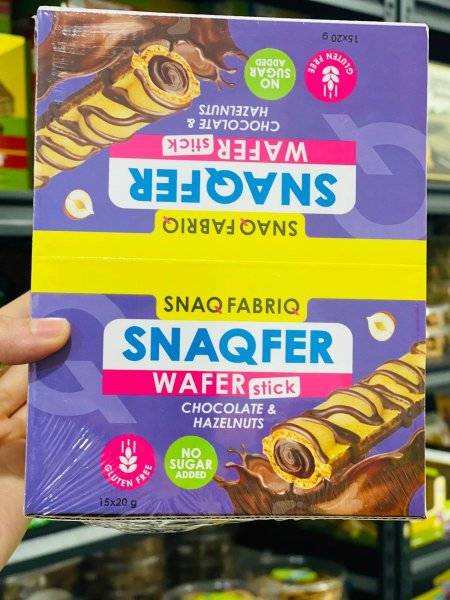 15x20 g
GLUTEN FREE
NO
SUGAR
ADDED
CHOCOLATE &
HAZELNUTS
WAFER stick
SNAQFER
SNAQ FABRIQ
SNAQ FABRIQ
SNAQFER
WAFER stick
CHOCOLATE &
HAZELNUTS
GLUTEN FREE
NO
SUGAR
ADDED
15x20 g